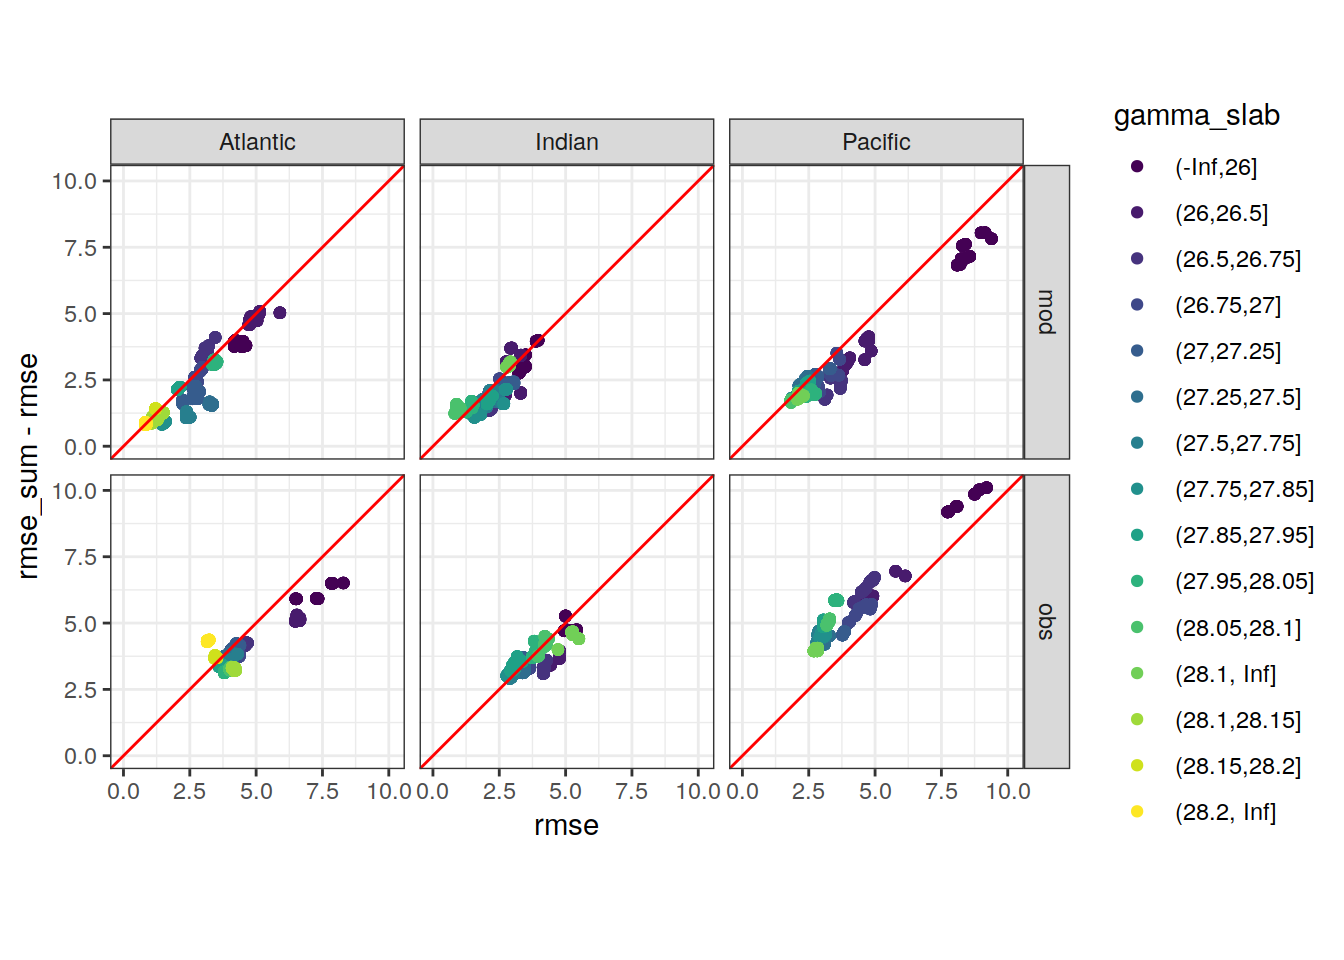 Atlantic
Indian
Pacific
10.0
7.5
5.0
2.5
0.0
mod
10.0
7.5
5.0
2.5
0.0
obs
0.0 2.5 5.0 7.5 10.0
0.0 2.5 5.0 7.5 10.0
0.0 2.5 5.0 7.5 10.0
rmse
rmse_sum - rmse
gamma_slab
(-Inf,26]
(26,26.5]
(26.5,26.75]
(26.75,27]
(27,27.25]
(27.25,27.5]
(27.5,27.75]
(27.75,27.85]
(27.85,27.95]
(27.95,28.05]
(28.05,28.1]
(28.1, Inf]
(28.1,28.15]
(28.15,28.2]
(28.2, Inf]